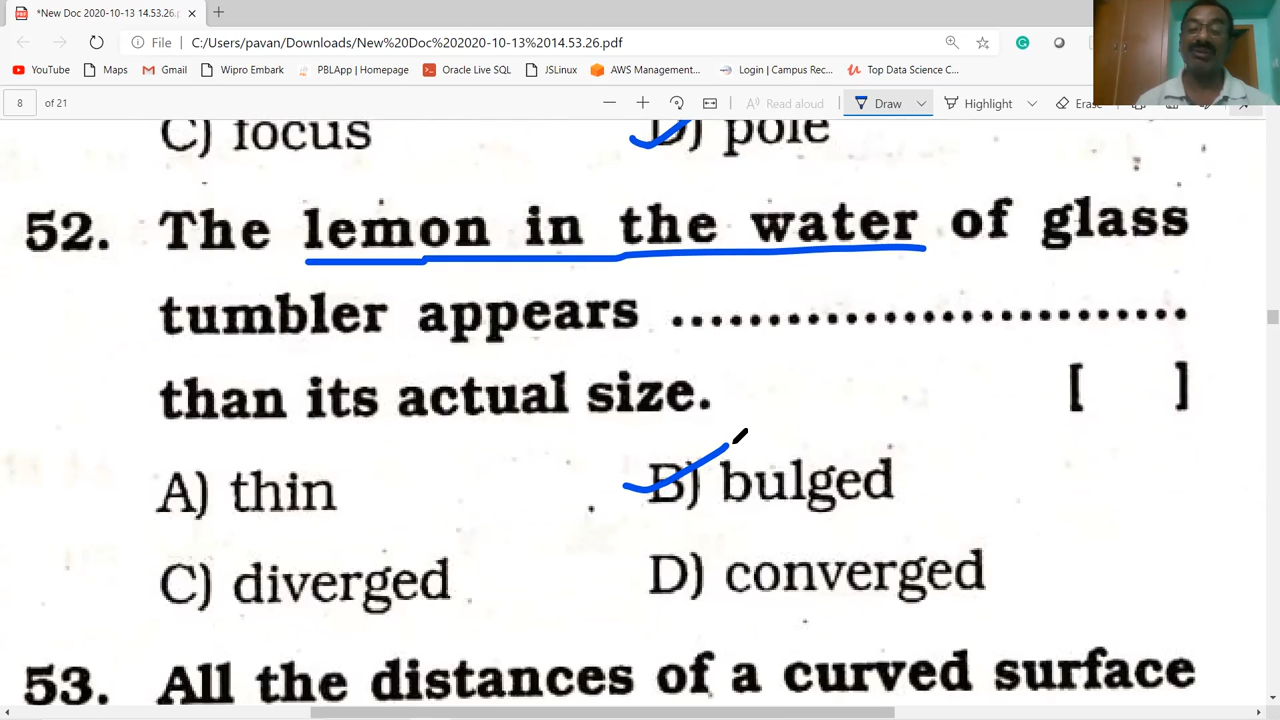 *New Doc 2020-10-13 14.53.26.p
File C:/Users/pavan/Downloads/New%20Doc%202020-10-13%2014.53.26.pdf
YouTube Maps Gmail Wipro Embark PBLApp | Homepage Oracle Live SQL JSLinux AWS Management... Login | Campus Rec... Top Data Science C...
8 of 21 Read aloud Draw Highlight Erase
C) focus D) pole
52. The lemon in the water of glass
tumbler appears ............................
than its actual size. [ ]
A) thin B) bulged
C) diverged D) converged
53. All the distances of a curved surface